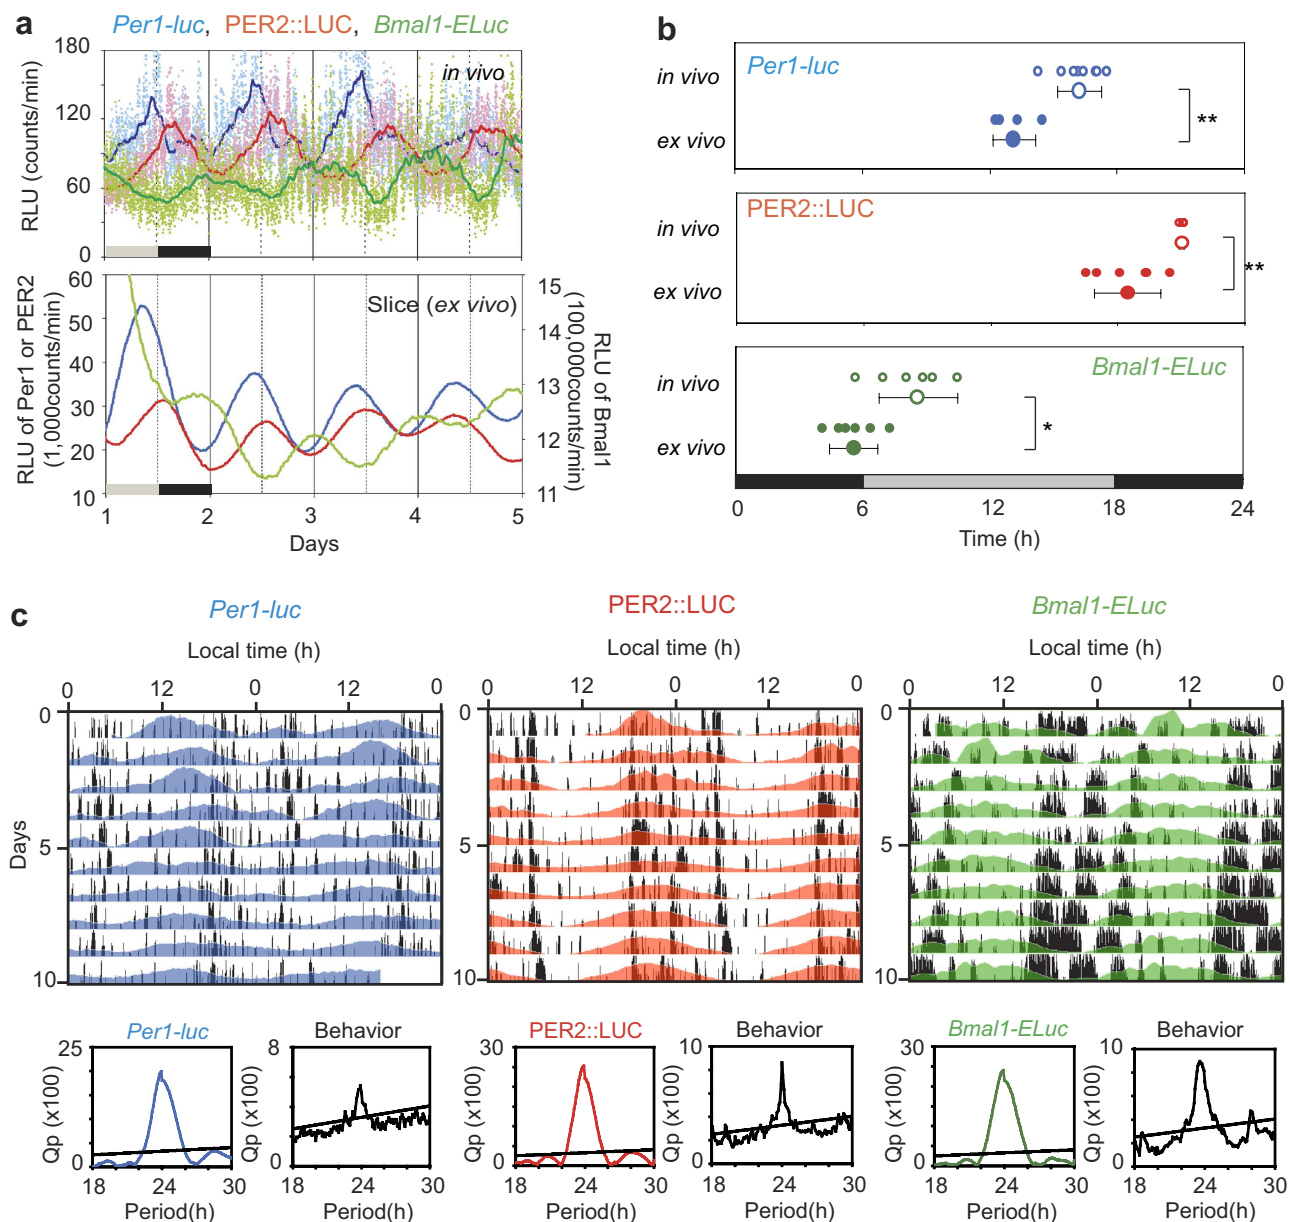 a
Per1-luc, PER2::LUC, Bmal1-ELuc
180
140
100
60
0
RLU (counts/min)
in vivo
60
50
40
30
20
10
RLU of Per1 or PER2
(1,000counts/min)
Slice (ex vivo)
15
14
13
12
11
RLU of Bmal1
(100,000counts/min)
1 2 3 4 5
Days
b
Per1-luc
in vivo
ex vivo
**
PER2::LUC
in vivo
ex vivo
**
Bmal1-ELuc
in vivo
ex vivo
*
0 6 12 18 24
Time (h)
c
Per1-luc PER2::LUC Bmal1-ELuc
Local time (h) Local time (h) Local time (h)
0 12 0 12 0 0 12 0 12 0 0 12 0 12 0
0 0 0
Days
5 5 5
10 10 10
Per1-luc Behavior PER2::LUC Behavior Bmal1-ELuc Behavior
25 8 30 10 30 10
Qp (x100) Qp (x100) Qp (x100) Qp (x100) Qp (x100) Qp (x100)
0 0 0 0 0 0
18 24 30 18 24 30 18 24 30 18 24 30 18 24 30 18 24 30
Period(h) Period(h) Period(h) Period(h) Period(h) Period(h)